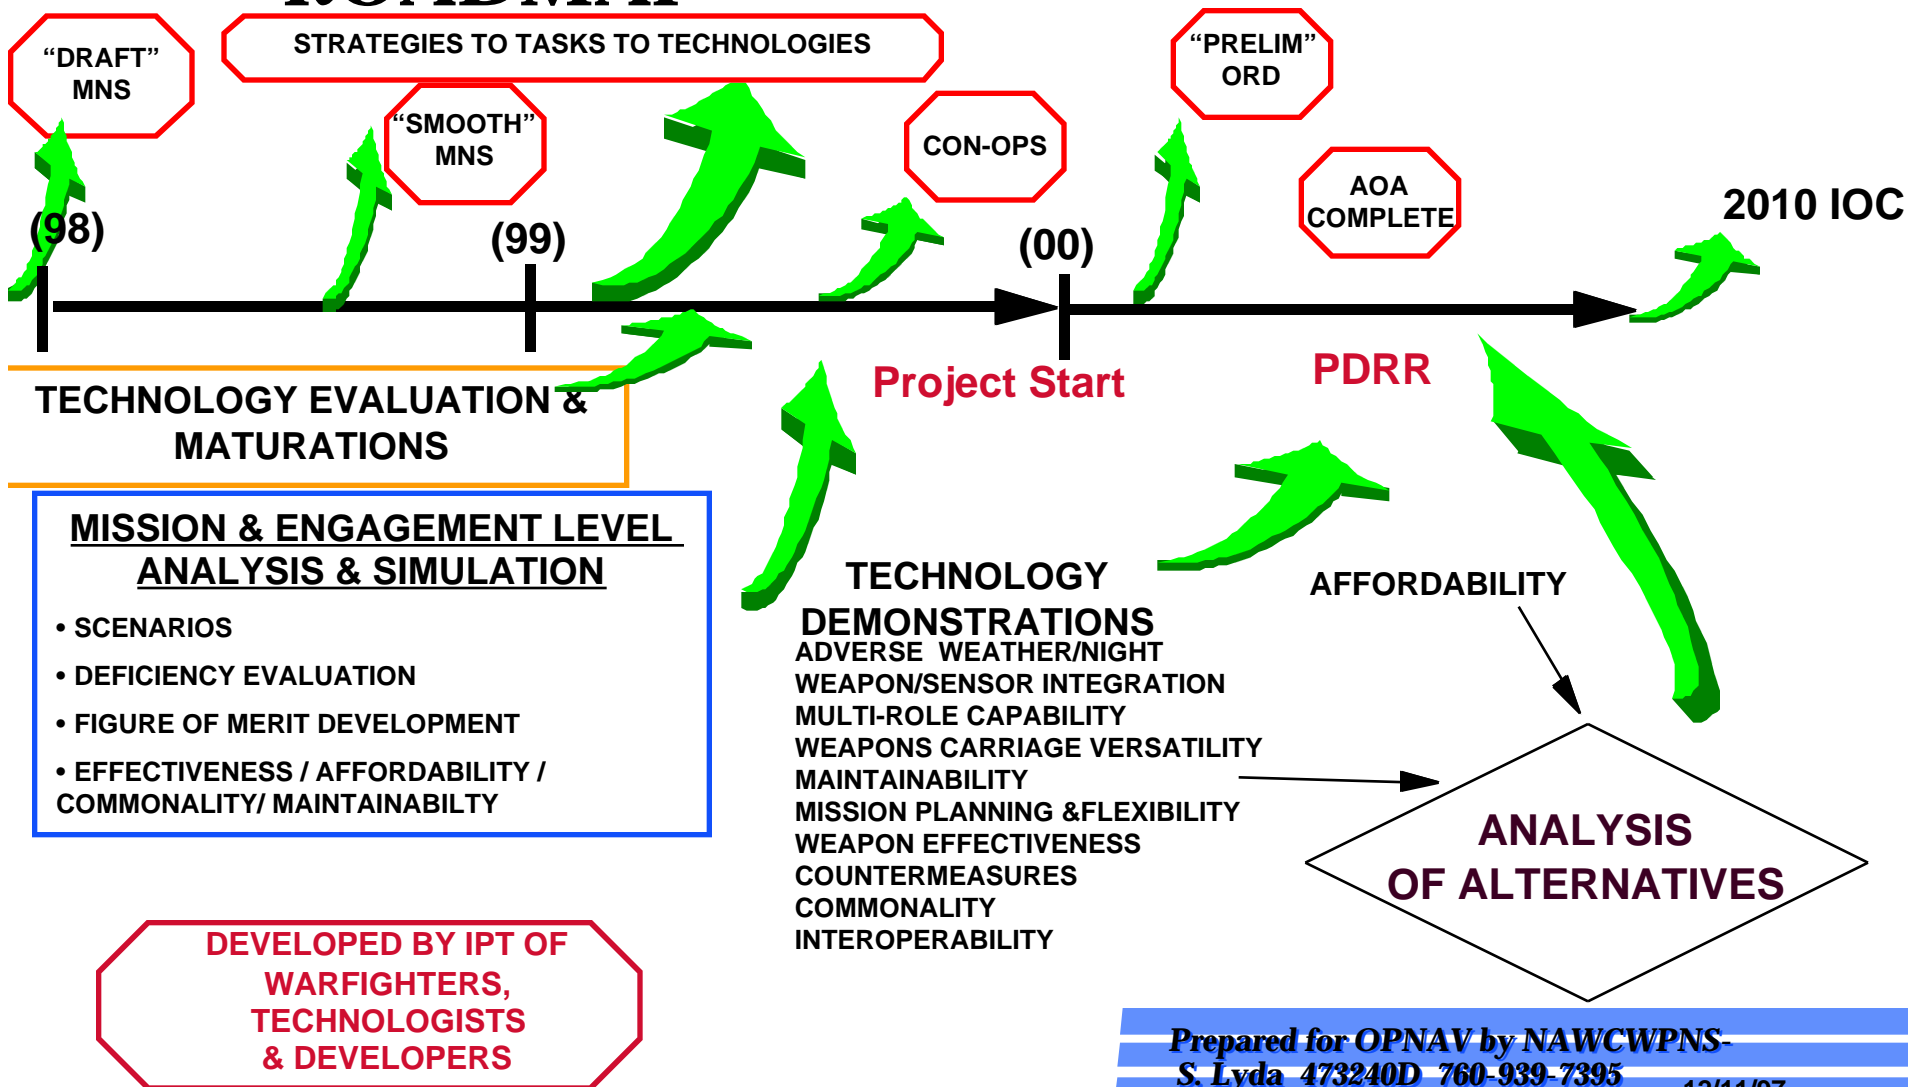 ROADMAP
STRATEGIES TO TASKS TO TECHNOLOGIES
“DRAFT”
MNS
“SMOOTH”
MNS
CON-OPS
“PRELIM”
ORD
AOA
COMPLETE
2010 IOC
(98)
(99)
(00)
Project Start
PDRR
TECHNOLOGY EVALUATION &
MATURATIONS
MISSION & ENGAGEMENT LEVEL
ANALYSIS & SIMULATION
• SCENARIOS
• DEFICIENCY EVALUATION
• FIGURE OF MERIT DEVELOPMENT
• EFFECTIVENESS / AFFORDABILITY /
COMMONALITY/ MAINTAINABILTY
TECHNOLOGY
DEMONSTRATIONS
ADVERSE WEATHER/NIGHT
WEAPON/SENSOR INTEGRATION
MULTI-ROLE CAPABILITY
WEAPONS CARRIAGE VERSATILITY
MAINTAINABILITY
MISSION PLANNING &FLEXIBILITY
WEAPON EFFECTIVENESS
COUNTERMEASURES
COMMONALITY
INTEROPERABILITY
AFFORDABILITY
ANALYSIS
OF ALTERNATIVES
DEVELOPED BY IPT OF
WARFIGHTERS,
TECHNOLOGISTS
& DEVELOPERS
Prepared for OPNAV by NAWCWPNS-
S. Lyda 473240D 760-939-7395
12/11/97